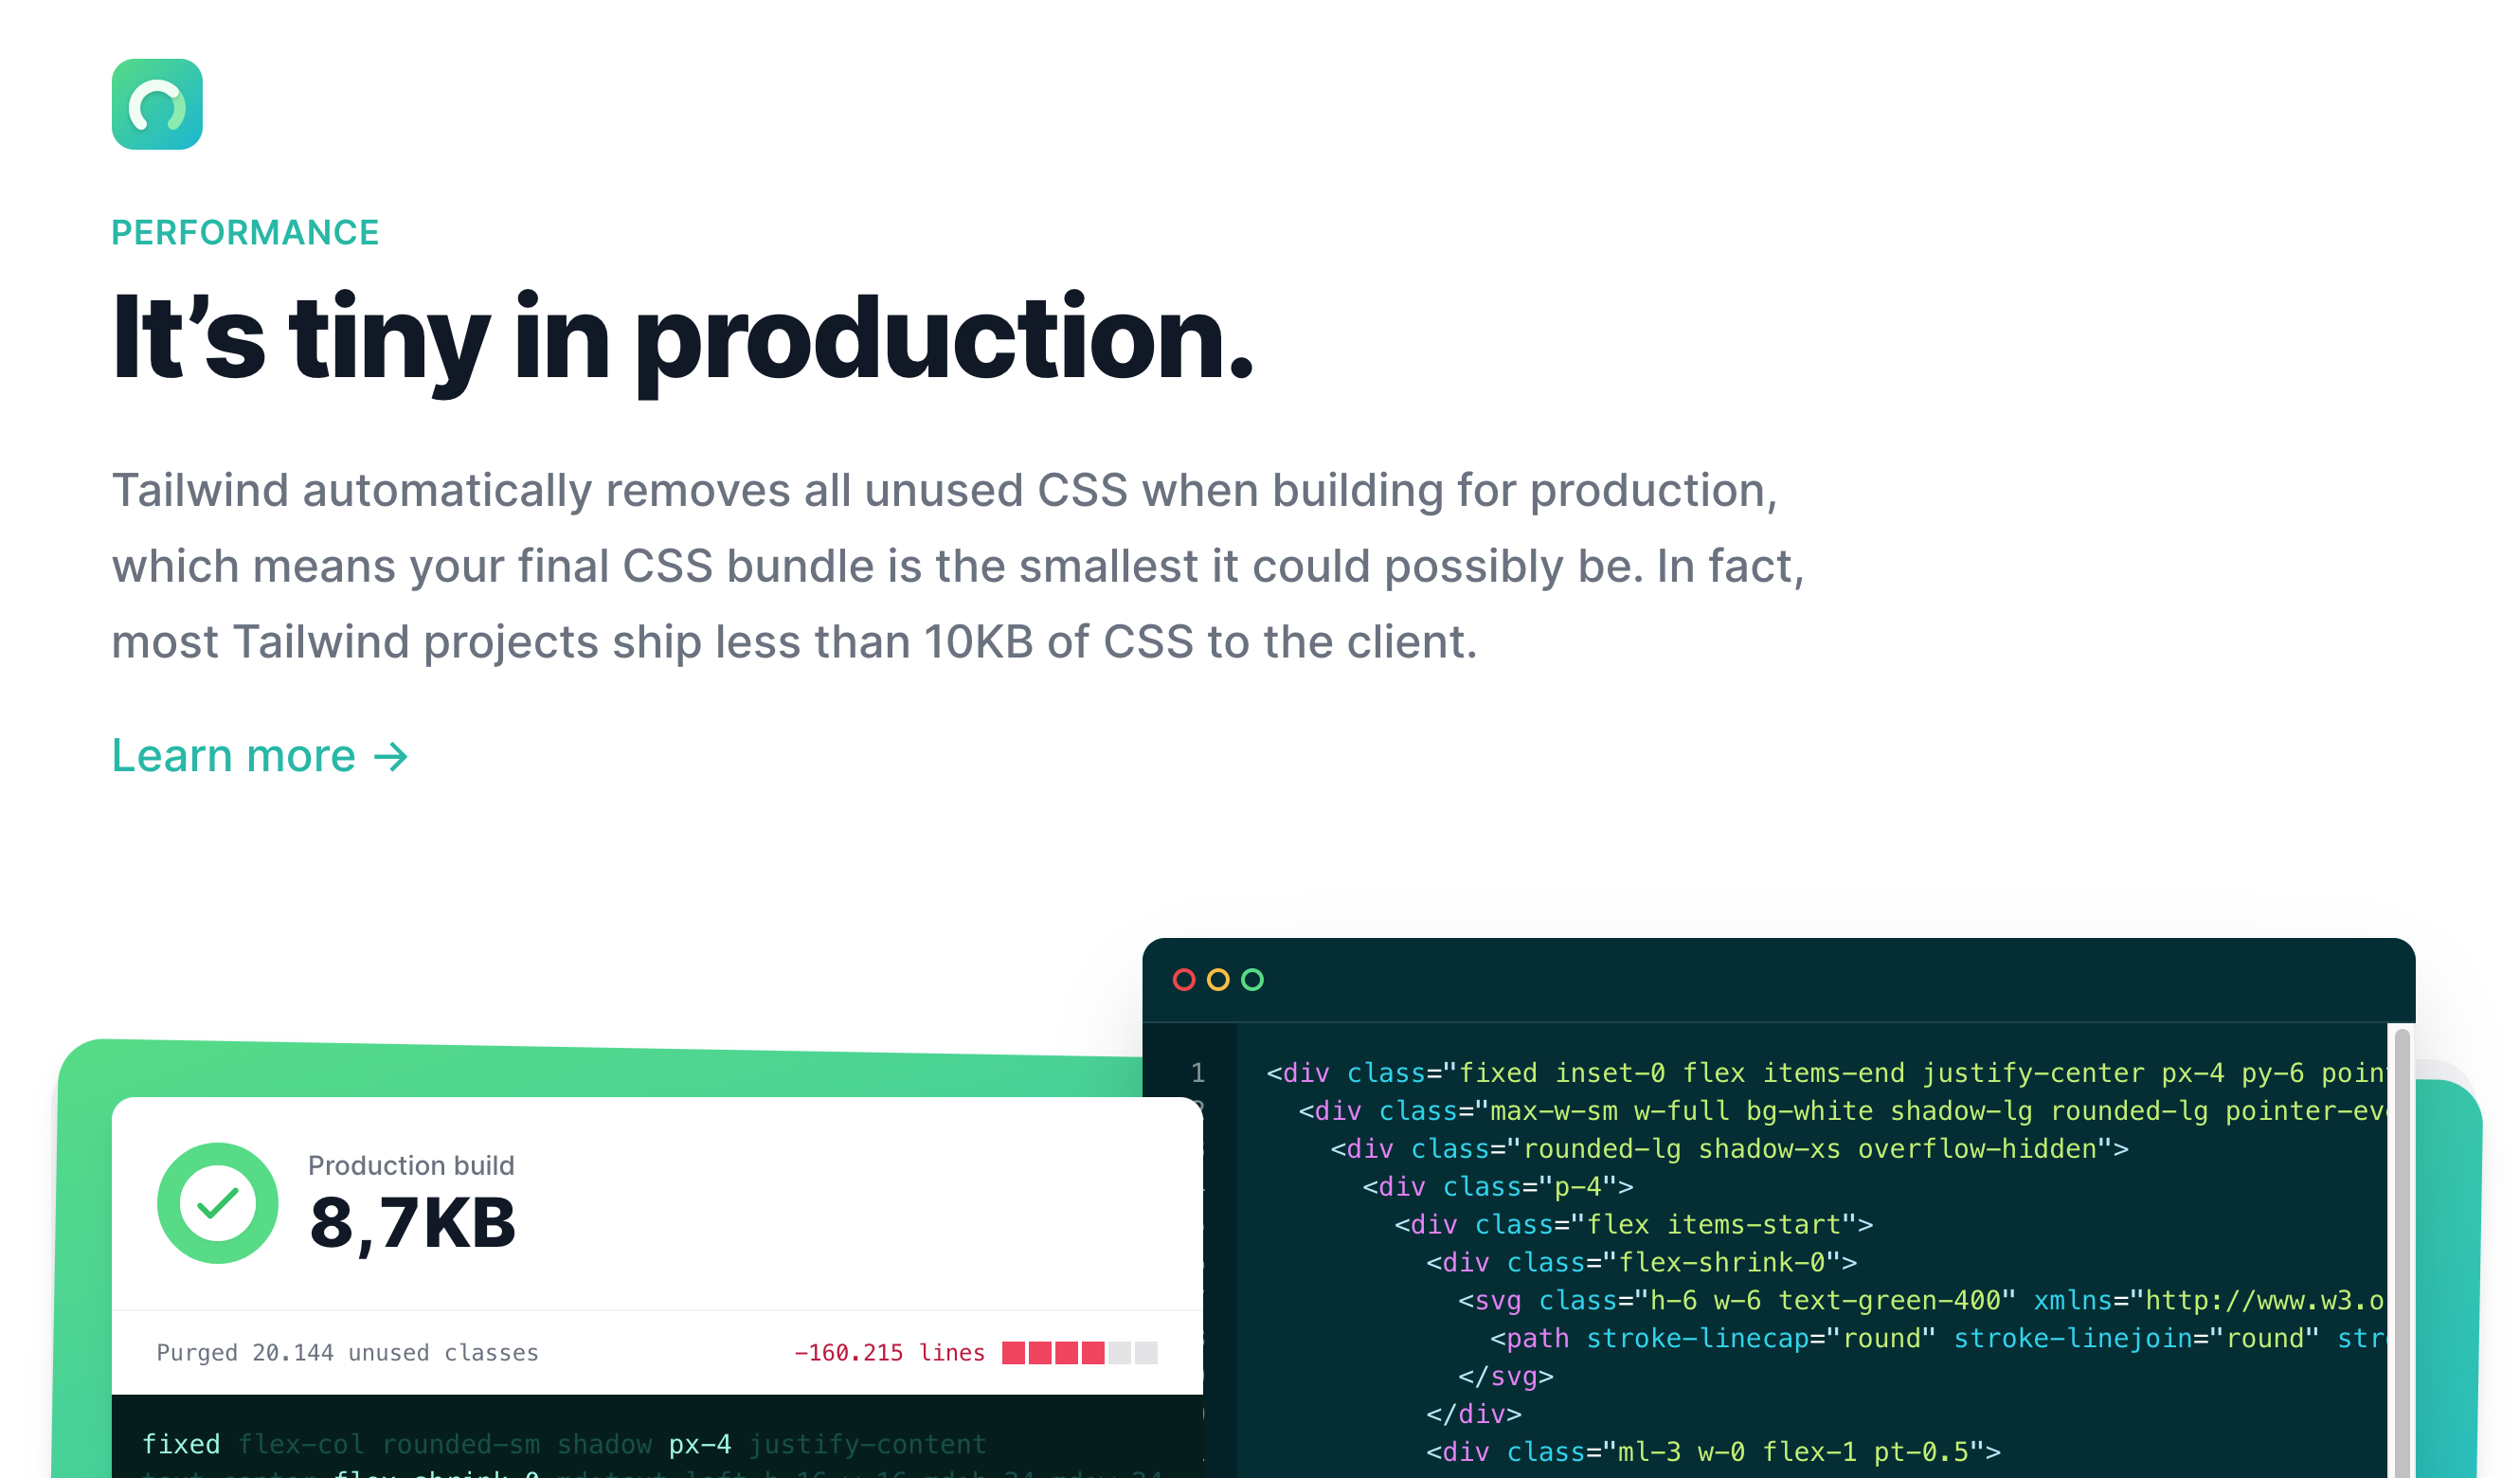 PERFORMANCE
It’s tiny in production.
Tailwind automatically removes all unused CSS when building for production,
which means your final CSS bundle is the smallest it could possibly be. In fact,
most Tailwind projects ship less than 10KB of CSS to the client.
Learn more →
Production build
8,7KB
Purged 20.144 unused classes
-160.215 lines
fixed flex-col rounded-sm shadow px-4 justify-content
1
<div class="fixed inset-0 flex items-end justify-center px-4 py-6
<div class="max-w-sm w-full bg-white shadow-lg rounded-lg
<div class="rounded-lg shadow-xs overflow-hidden">
<div class="p-4">
<div class="flex items-start">
<div class="flex-shrink-0">
<svg class="h-6 w-6 text-green-400" xmlns="http://www.w3.o
<path stroke-linecap="round" stroke-linejoin="round"
</svg>
</div>
<div class="ml-3 w-0 flex-1 pt-0.5">